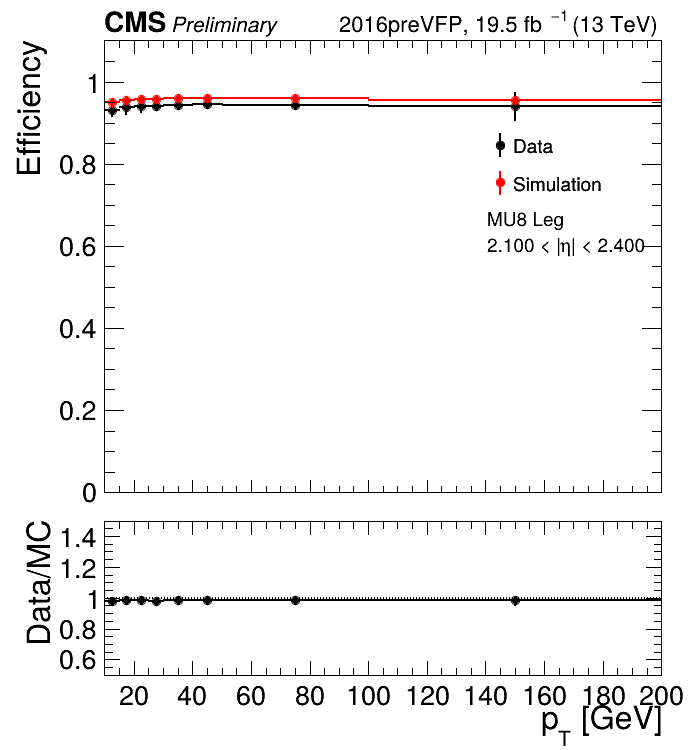 CMS Preliminary 2016preVFP, 19.5 fb⁻¹ (13 TeV)
Efficiency
1
0.8
0.6
0.4
0.2
0
Data
Simulation
MU8 Leg
2.100 < |η| < 2.400
Data/MC
1.4
1.2
1
0.8
0.6
20 40 60 80 100 120 140 160 180 200
p_T [GeV]